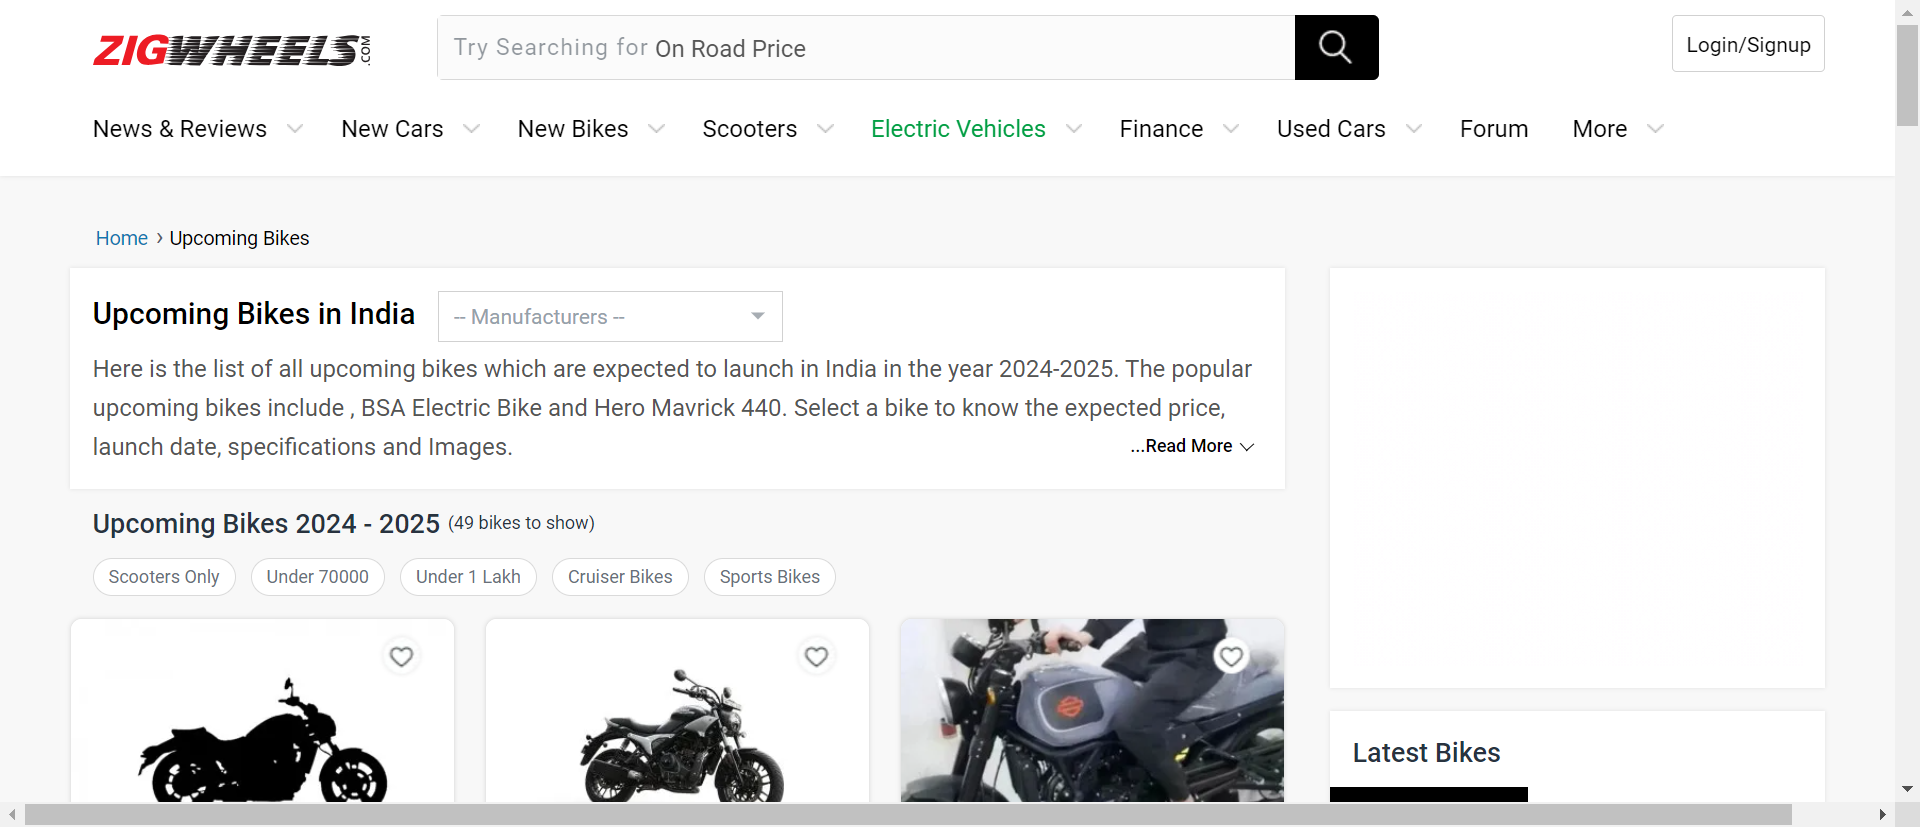 ZIGWHEELS.COM
Try Searching for On Road Price
Login/Signup
News & Reviews New Cars New Bikes Scooters Electric Vehicles Finance Used Cars Forum More
Home › Upcoming Bikes
Upcoming Bikes in India
-- Manufacturers --
Here is the list of all upcoming bikes which are expected to launch in India in the year 2024-2025. The popular
upcoming bikes include , BSA Electric Bike and Hero Mavrick 440. Select a bike to know the expected price,
launch date, specifications and Images.
...Read More
Upcoming Bikes 2024 - 2025 (49 bikes to show)
Scooters Only Under 70000 Under 1 Lakh Cruiser Bikes Sports Bikes
Latest Bikes